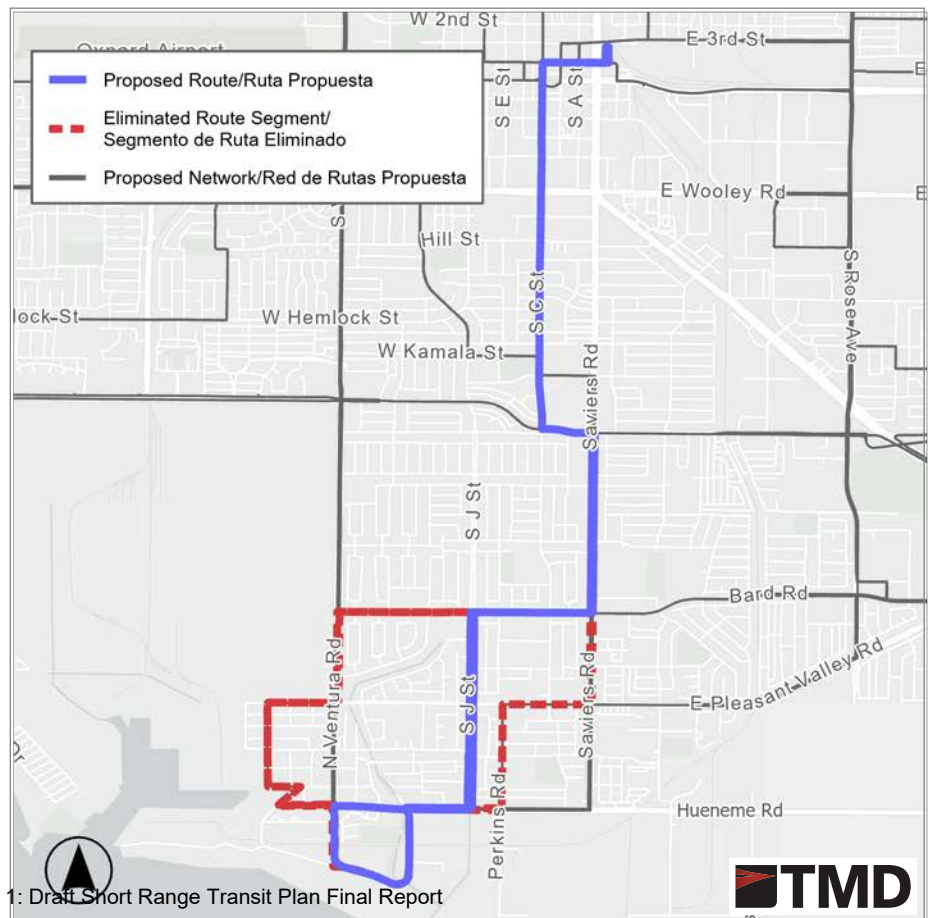 W 2nd St
E 3rd St
Oxnard Airport
Proposed Route/Ruta Propuesta
Eliminated Route Segment/
Segmento de Ruta Eliminado
Proposed Network/Red de Rutas Propuesta
S E St
S A St
E
E Wooley Rd
E
Hill St
S C St
S Rose Ave
lock St
W Hemlock St
W Kamala St
Saviers Rd
S J St
Bard Rd
N Ventura Rd
S J St
Saviers Rd
E Pleasant Valley Rd
Perkins Rd
Hueneme Rd
1: Draft Short Range Transit Plan Final Report
TMD